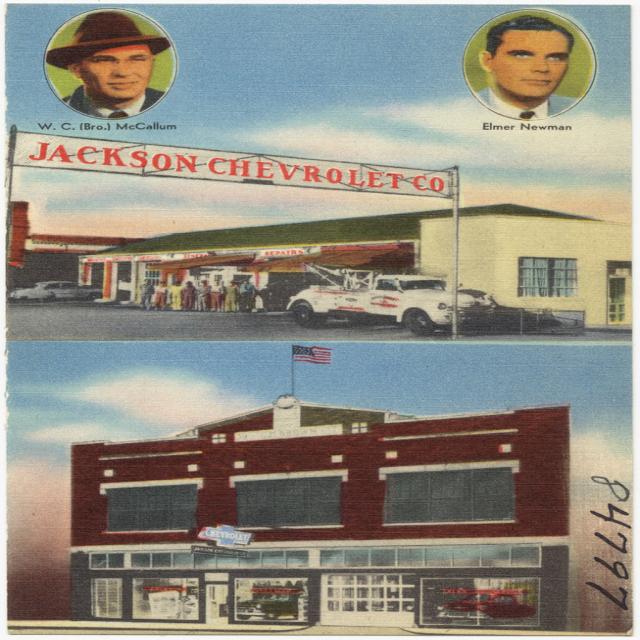 W. C. (Bro.) McCallum
Elmer Newman
JACKSON CHEVROLET CO
REPAIRS
CHEVROLET
84797